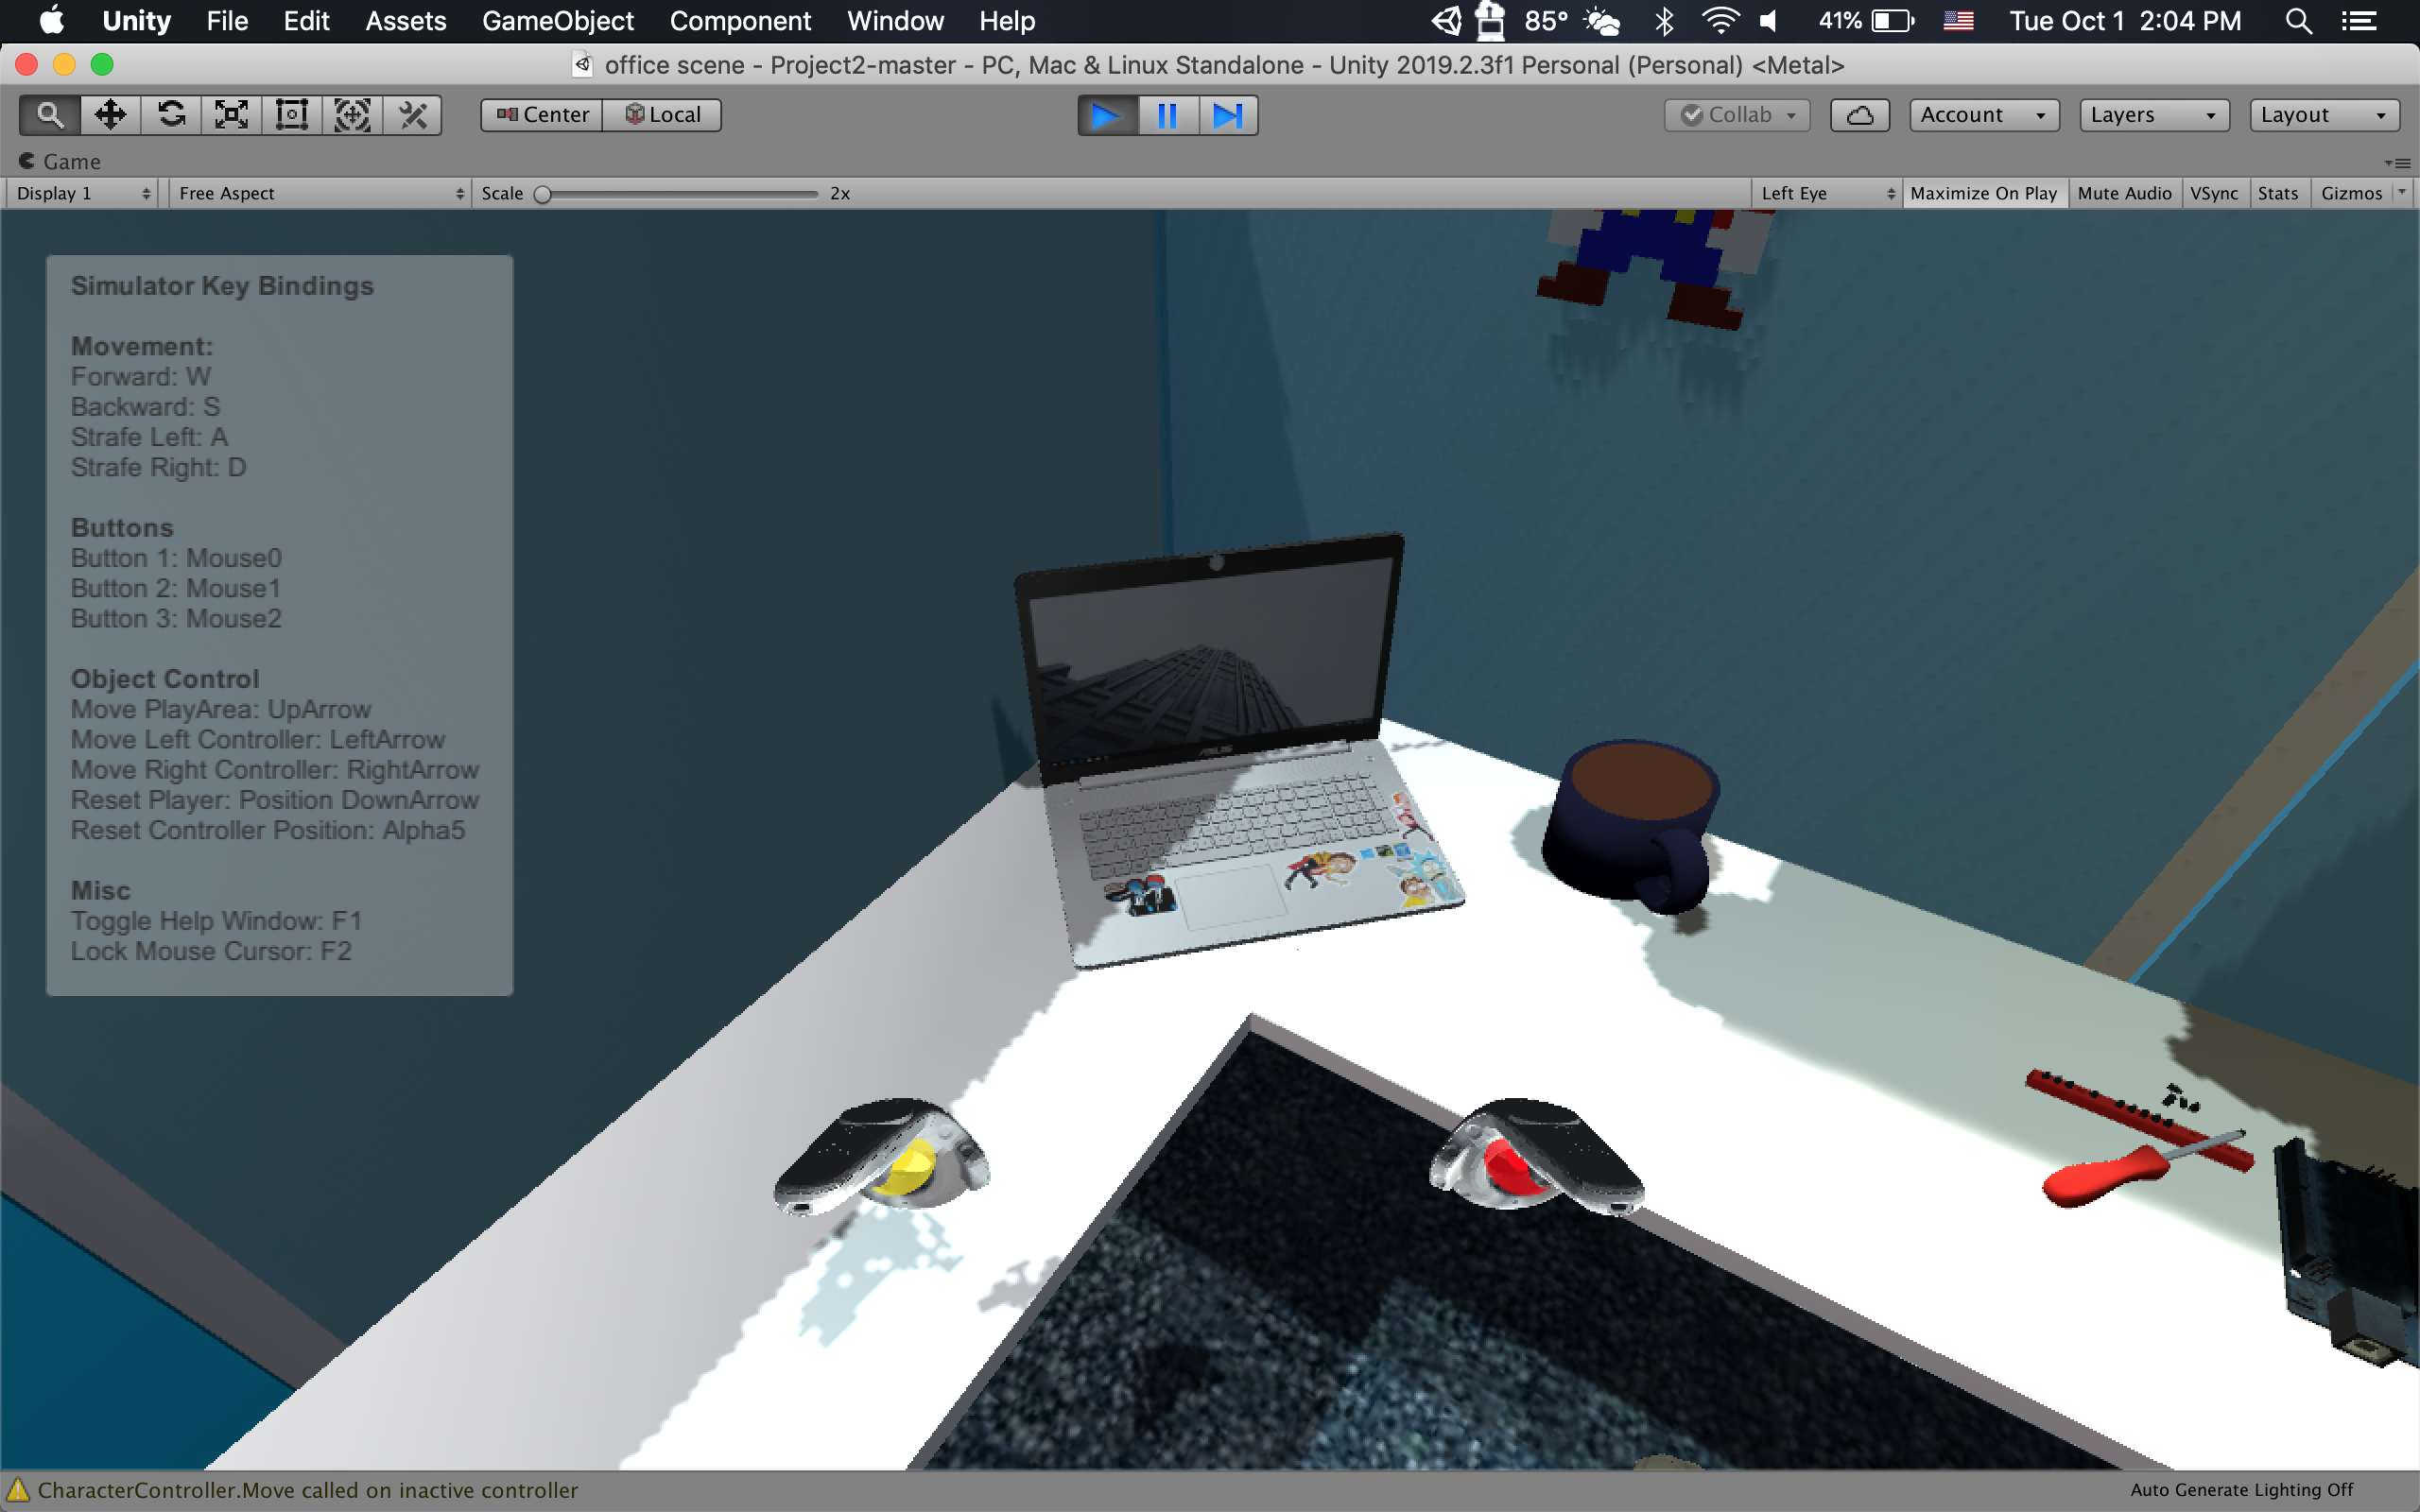 Unity File Edit Assets GameObject Component Window Help 85° 41% Tue Oct 1 2:04 PM
office scene - Project2-master - PC, Mac & Linux Standalone - Unity 2019.2.3f1 Personal (Personal) <Metal>
Center Local Collab Account Layers Layout
Game
Display 1 Free Aspect Scale 2x Left Eye Maximize On Play Mute Audio VSync Stats Gizmos
Simulator Key Bindings
Movement:
Forward: W
Backward: S
Strafe Left: A
Strafe Right: D
Buttons
Button 1: Mouse0
Button 2: Mouse1
Button 3: Mouse2
Object Control
Move PlayArea: UpArrow
Move Left Controller: LeftArrow
Move Right Controller: RightArrow
Reset Player: Position DownArrow
Reset Controller Position: Alpha5
Misc
Toggle Help Window: F1
Lock Mouse Cursor: F2
ASUS
CharacterController.Move called on inactive controller
Auto Generate Lighting Off